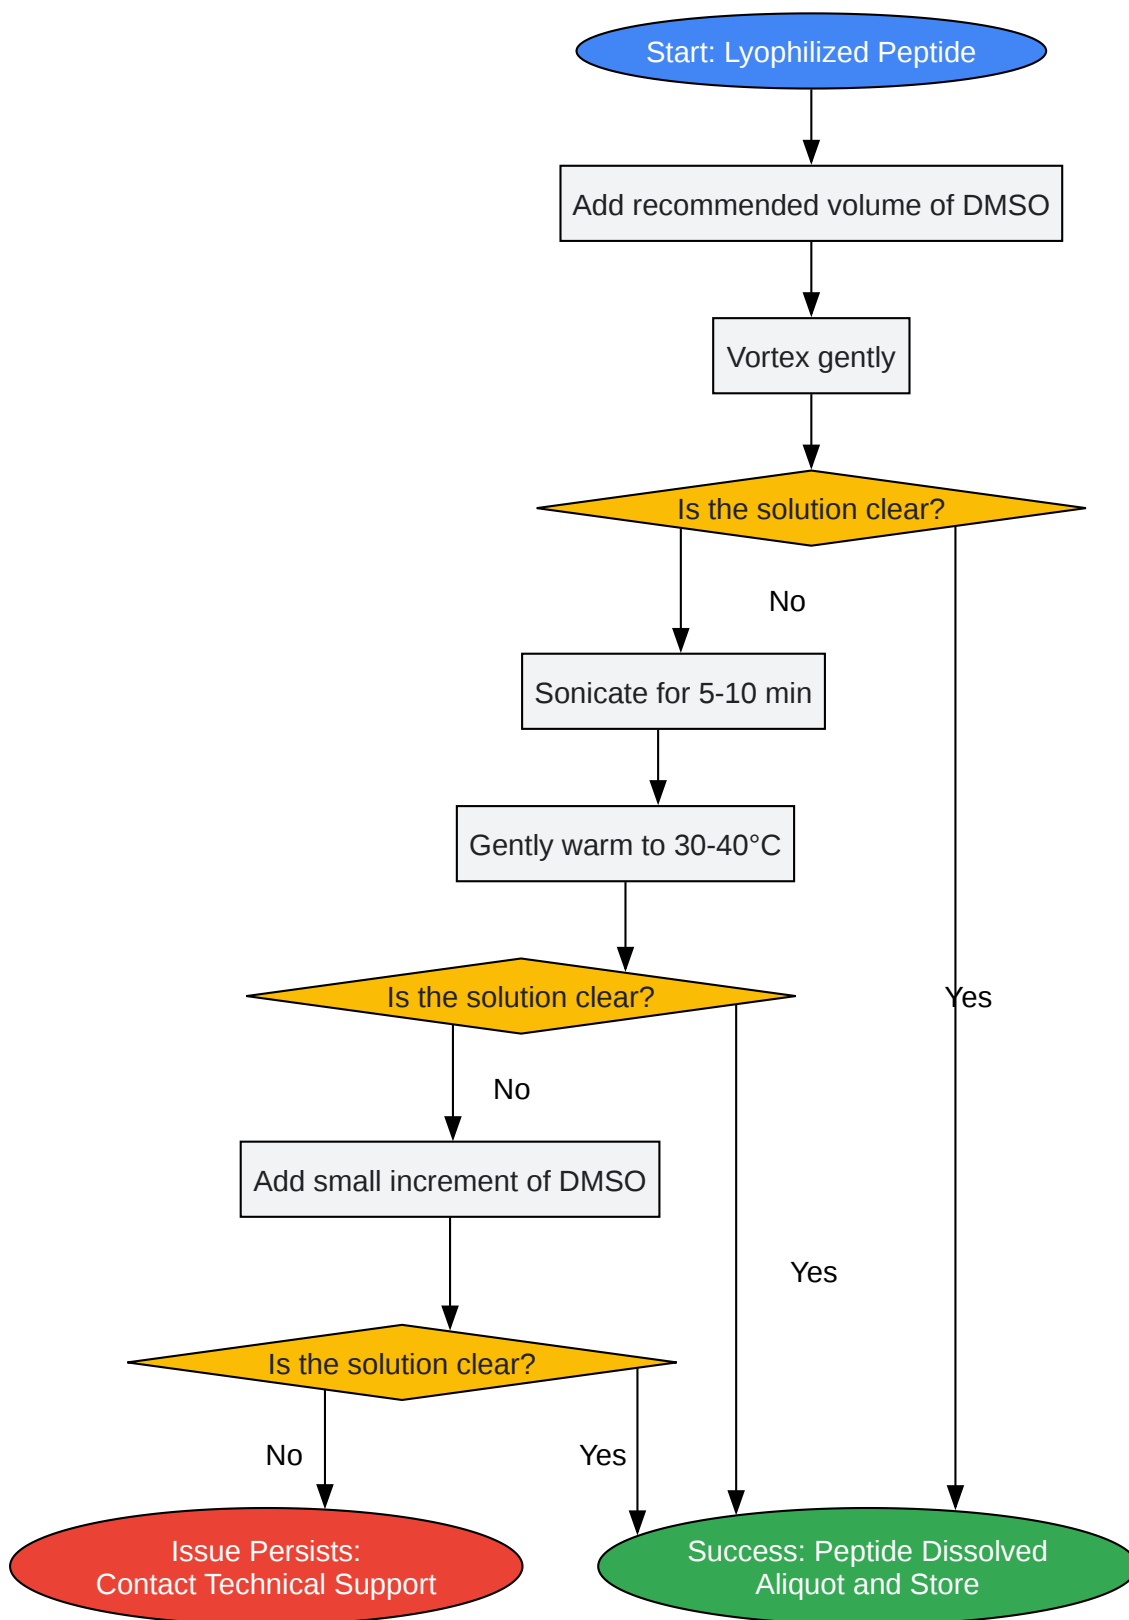 Start: Lyophilized Peptide
Add recommended volume of DMSO
Vortex gently
Is the solution clear?
No
Sonicate for 5-10 min
Gently warm to 30-40°C
Is the solution clear?
Yes
No
Add small increment of DMSO
Yes
Is the solution clear?
No
Yes
Issue Persists:
Contact Technical Support
Success: Peptide Dissolved
Aliquot and Store